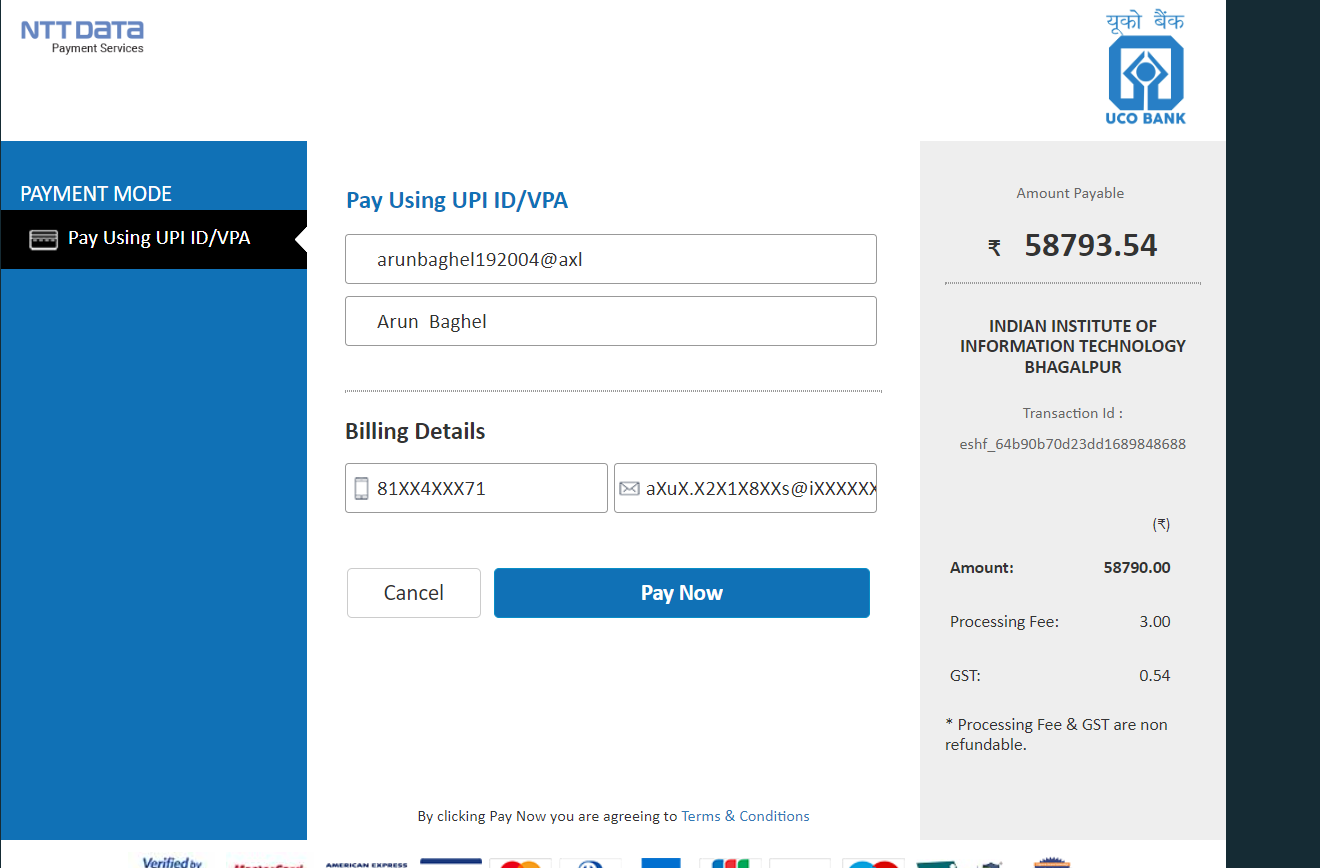 NTT DATA
Payment Services
यूको बैंक
UCO BANK
PAYMENT MODE
Pay Using UPI ID/VPA
Pay Using UPI ID/VPA
arunbaghel192004@axl
Arun Baghel
Billing Details
81XX4XXX71
aXuX.X2X1X8XXs@iXXXXXX
Cancel
Pay Now
By clicking Pay Now you are agreeing to Terms & Conditions
Amount Payable
₹ 58793.54
INDIAN INSTITUTE OF
INFORMATION TECHNOLOGY
BHAGALPUR
Transaction Id :
eshf_64b90b70d23dd1689848688
(₹)
Amount: 58790.00
Processing Fee: 3.00
GST: 0.54
* Processing Fee & GST are non
refundable.
Verified by
MasterCard
AMERICAN EXPRESS